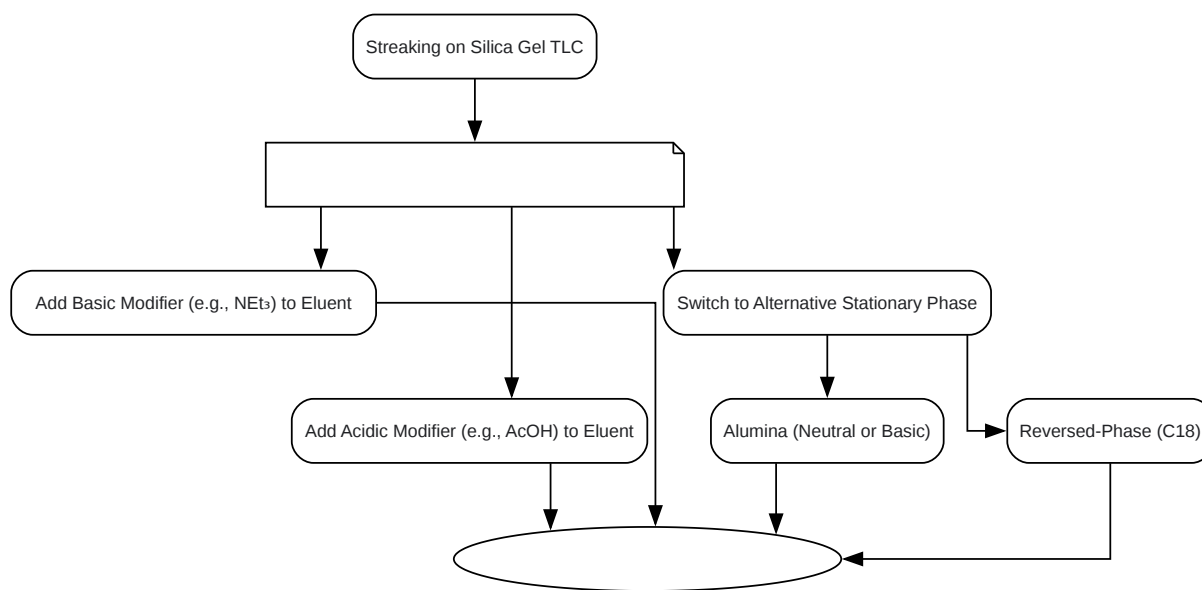 Streaking on Silica Gel TLC
Add Basic Modifier (e.g., NEt₃) to Eluent
Switch to Alternative Stationary Phase
Add Acidic Modifier (e.g., AcOH) to Eluent
Alumina (Neutral or Basic)
Reversed-Phase (C18)